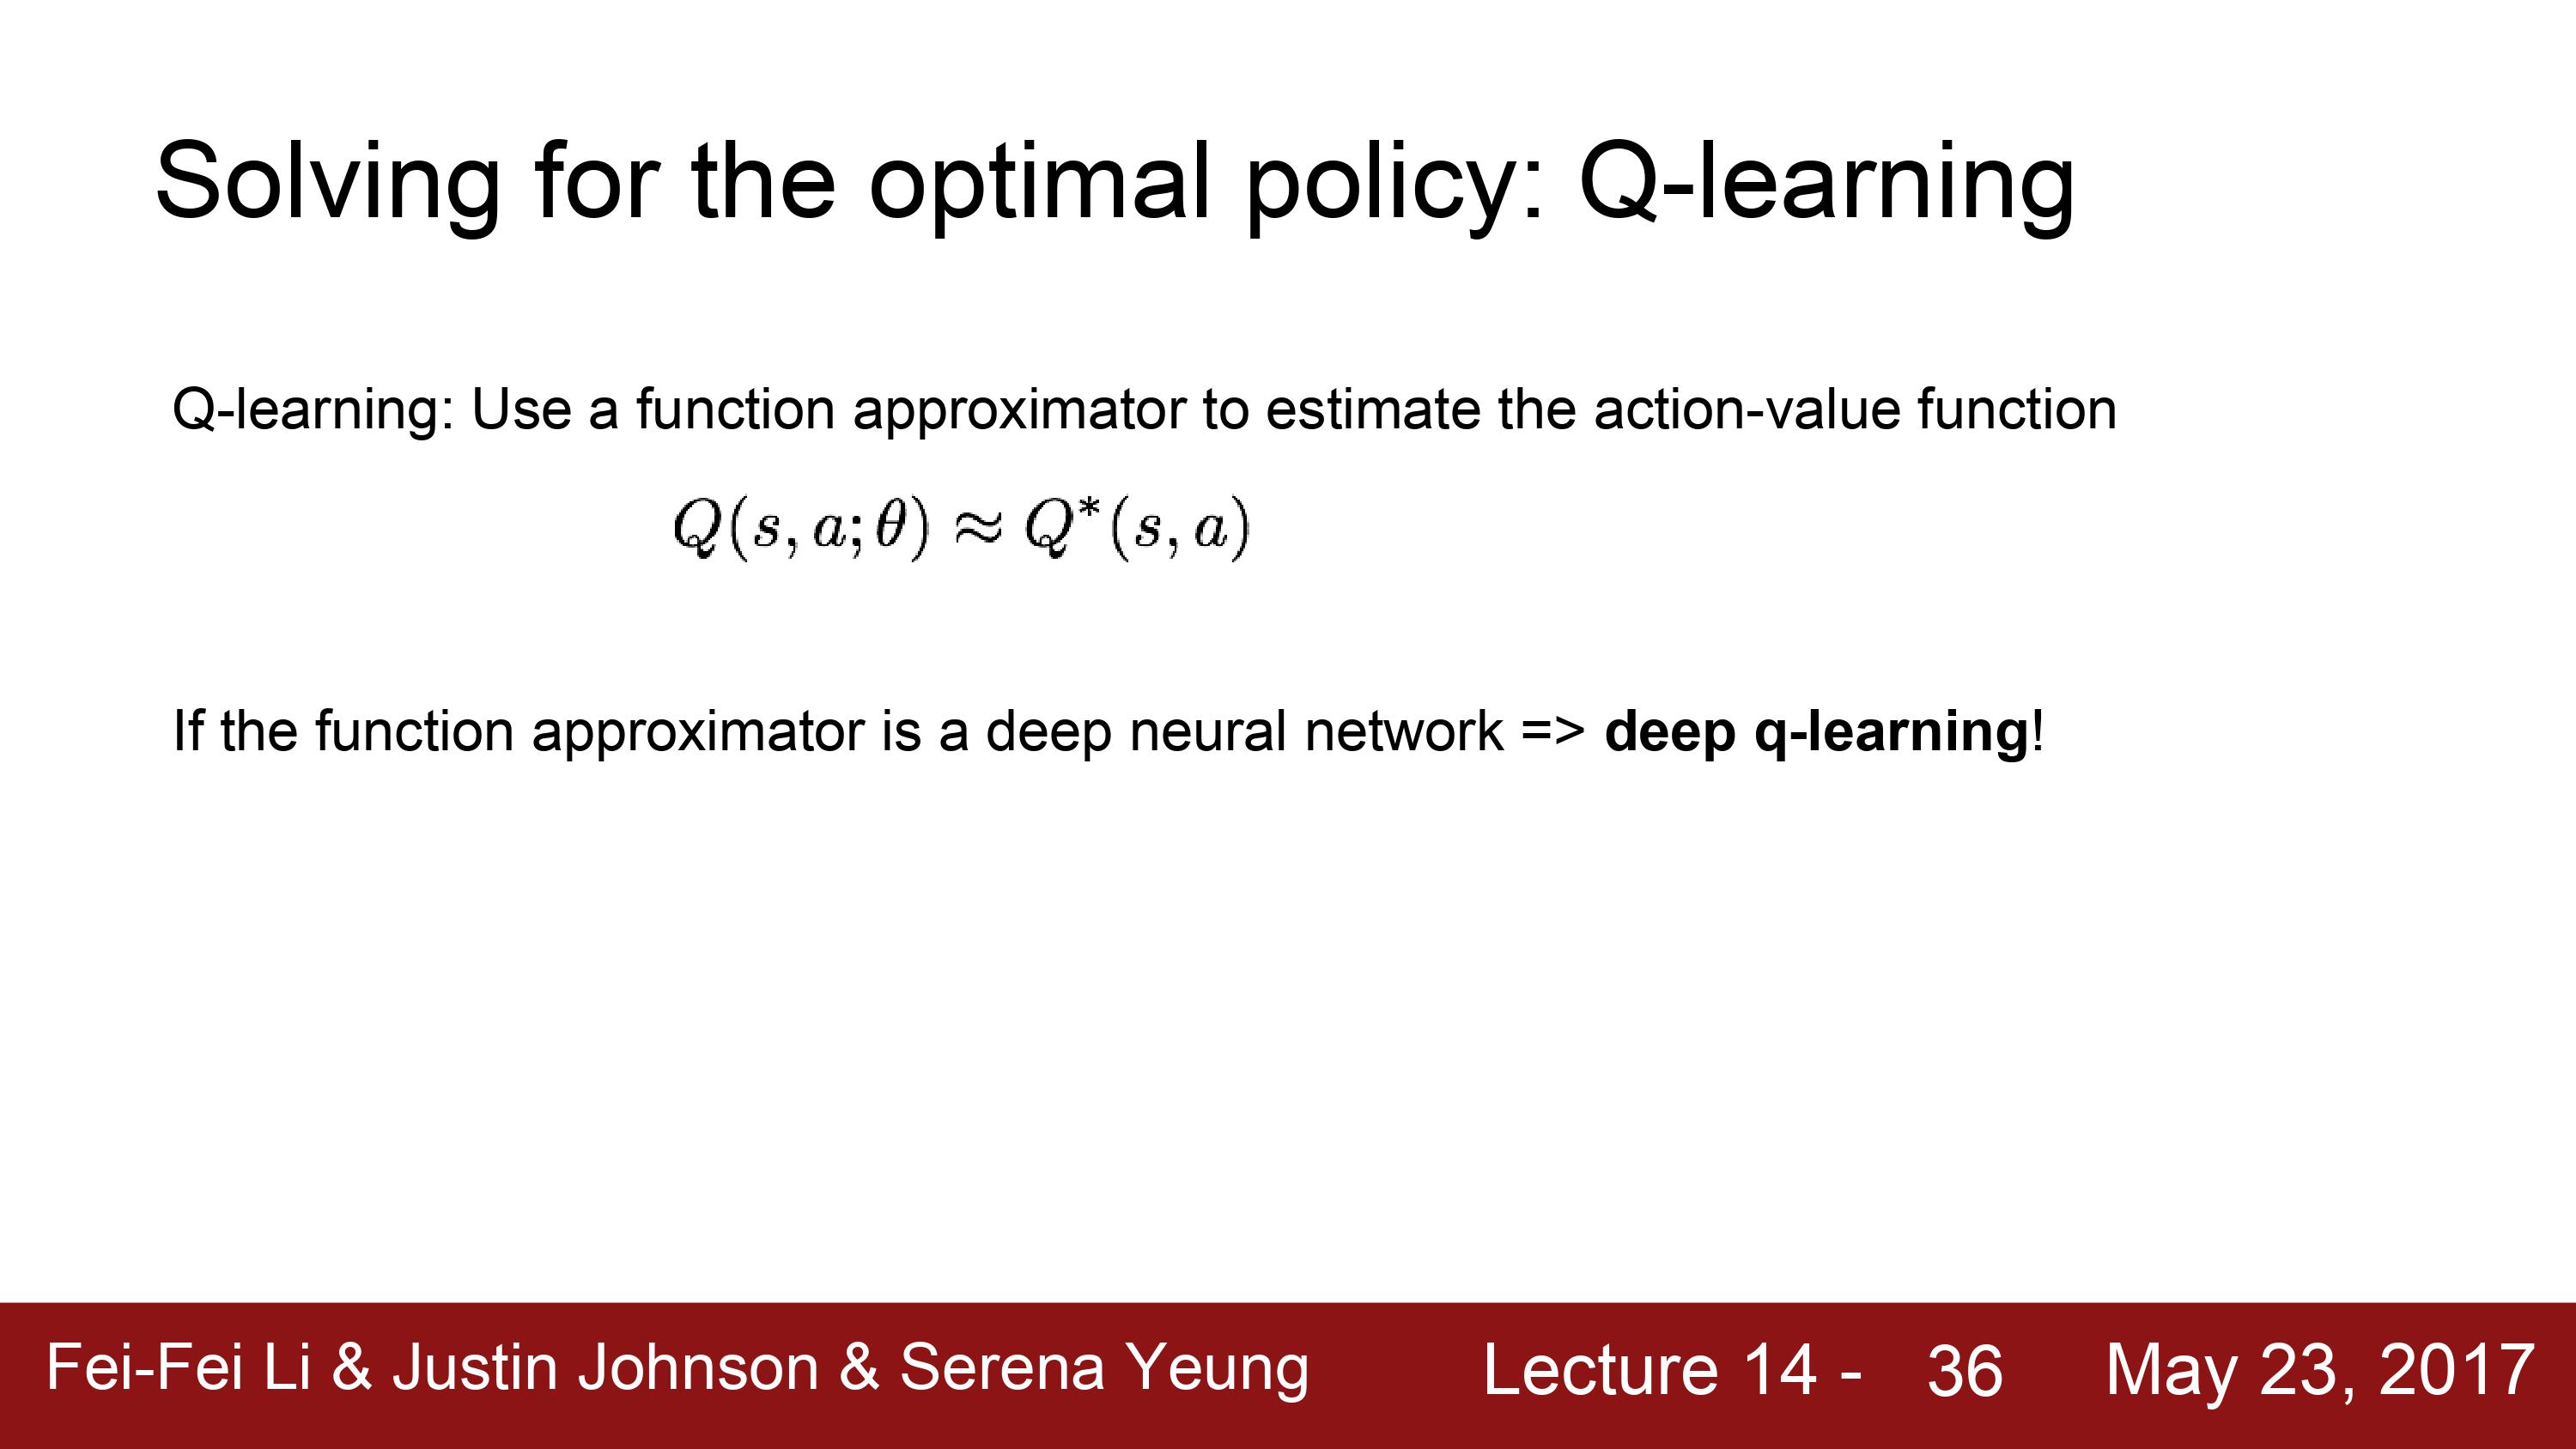 Solving for the optimal policy: Q-learning
Q-learning: Use a function approximator to estimate the action-value function
Q(s, a; θ) ≈ Q*(s, a)
If the function approximator is a deep neural network => deep q-learning!
Fei-Fei Li & Justin Johnson & Serena Yeung Lecture 14 - 36 May 23, 2017